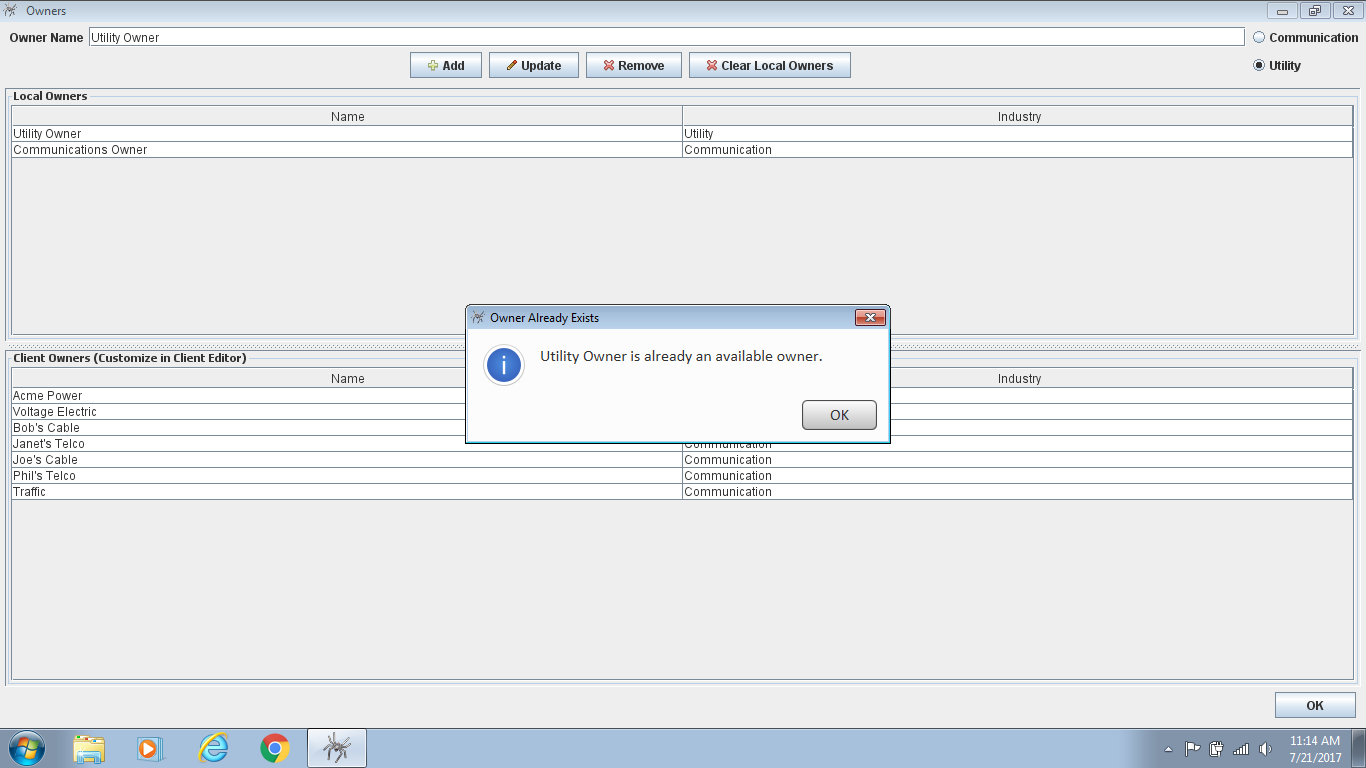 Owners
Owner Name Utility Owner Communication
Add Update Remove Clear Local Owners Utility
Local Owners
Name Industry
Utility Owner Utility
Communications Owner Communication
Owner Already Exists
Utility Owner is already an available owner.
OK
Client Owners (Customize in Client Editor)
Name Industry
Acme Power
Voltage Electric
Bob's Cable
Janet's Telco Communication
Joe's Cable Communication
Phil's Telco Communication
Traffic Communication
OK
11:14 AM
7/21/2017